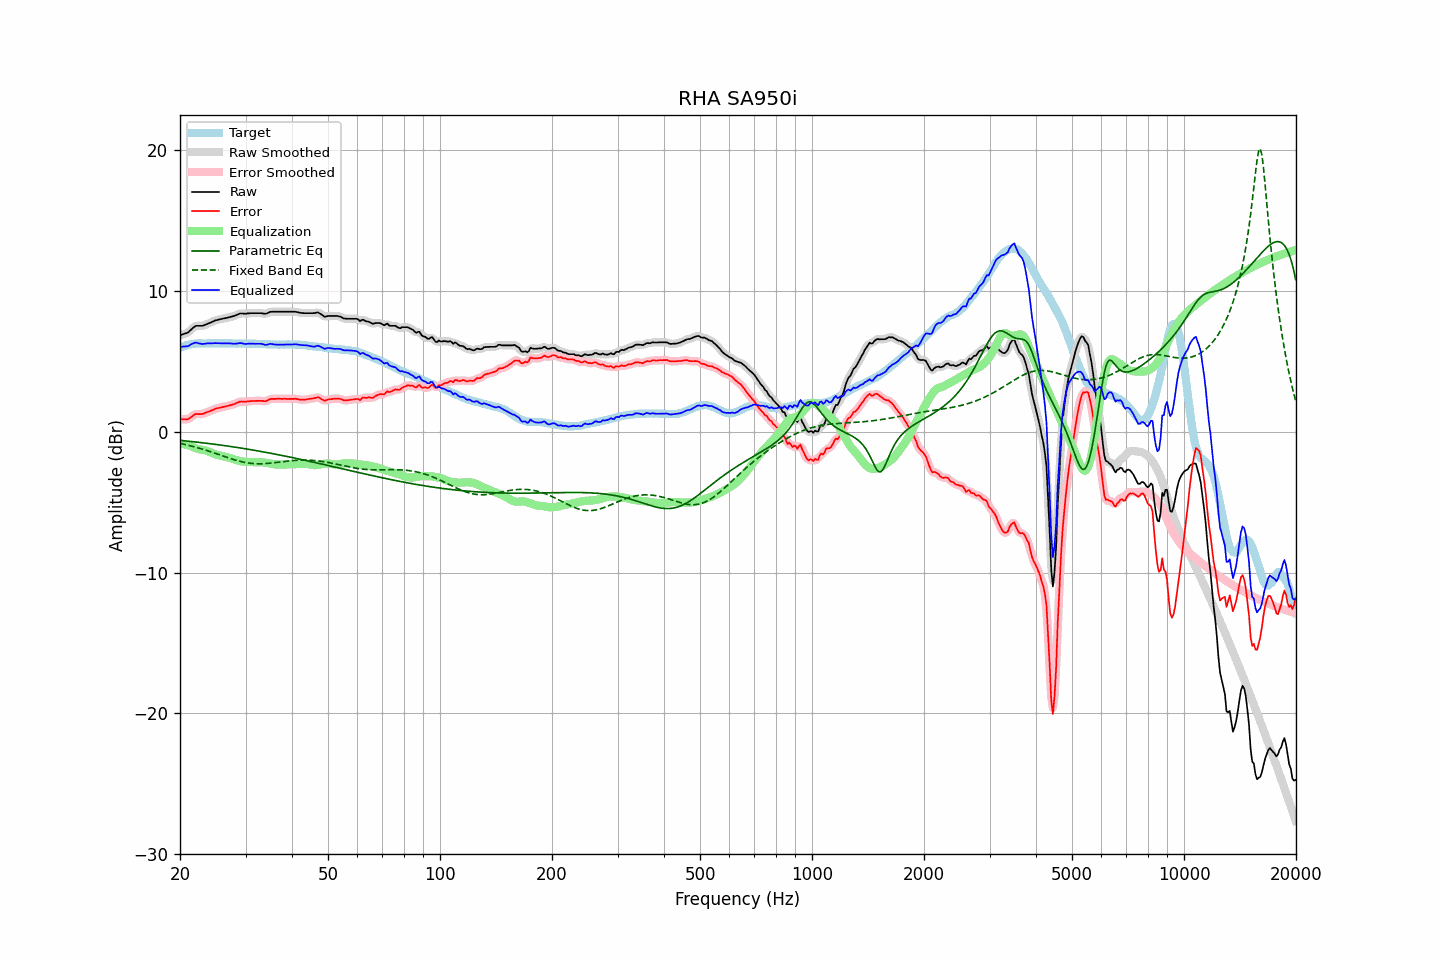 RHA SA950i
Target
Raw Smoothed
Error Smoothed
Raw
Error
Equalization
Parametric Eq
Fixed Band Eq
Equalized
20
10
0
−10
−20
−30
Amplitude (dBr)
20
50
100
200
500
1000
2000
5000
10000
20000
Frequency (Hz)